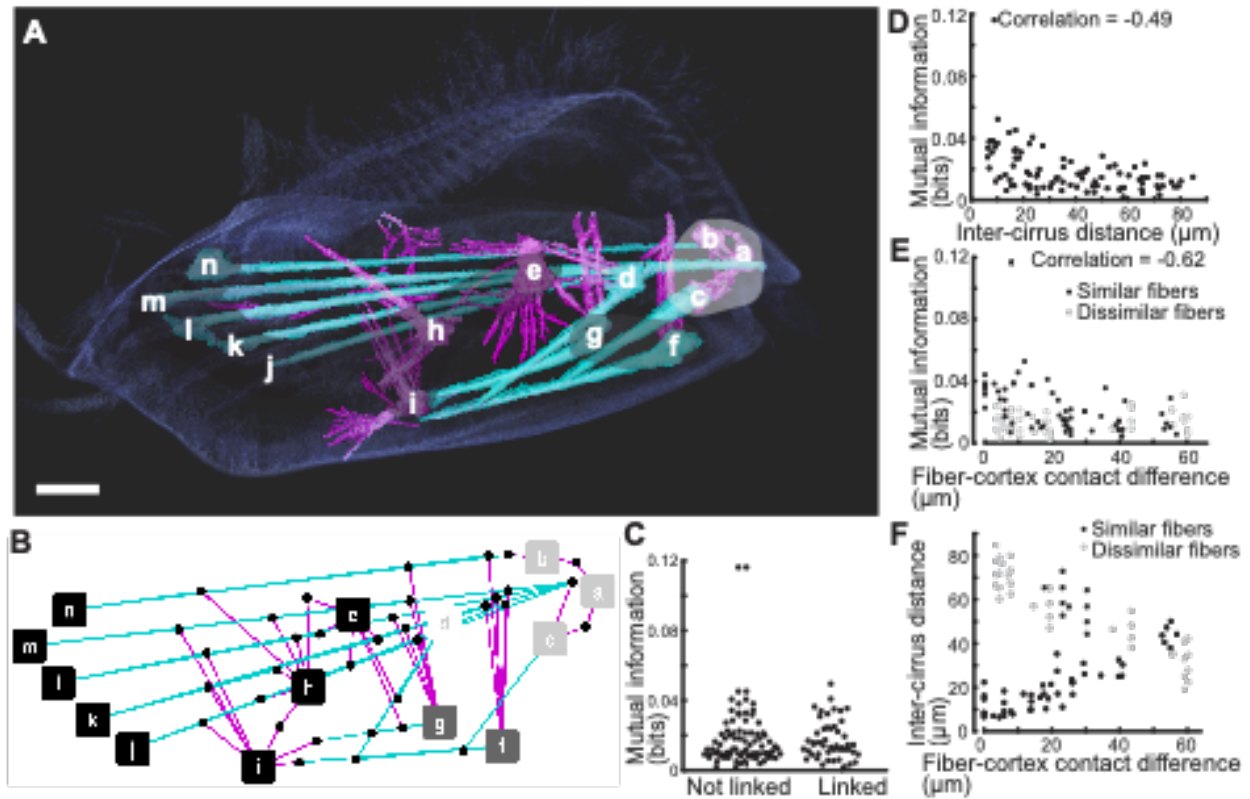 A
b
a
n
e
d
m
c
l
h
g
k
f
j
i
B
b
n
e
a
d
m
c
l
k
g
j
f
i
C
0.12
0.08
0.04
0
Mutual information
(bits)
Not linked
Linked
D
0.12
Correlation = -0.49
0.08
0.04
0
Mutual information
(bits)
0
20
40
60
80
Inter-cirrus distance (µm)
E
0.12
Correlation = -0.62
Similar fibers
Dissimilar fibers
0.08
0.04
0
Mutual information
(bits)
0
20
40
60
Fiber-cortex contact difference
(µm)
F
Similar fibers
Dissimilar fibers
80
60
40
20
0
Inter-cirrus distance
(µm)
0
20
40
60
Fiber-cortex contact difference
(µm)